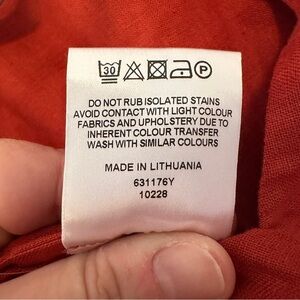 30 P
DO NOT RUB ISOLATED STAINS
AVOID CONTACT WITH LIGHT COLOUR
FABRICS AND UPHOLSTERY DUE TO
INHERENT COLOUR TRANSFER
WASH WITH SIMILAR COLOURS
MADE IN LITHUANIA
631176Y
10228